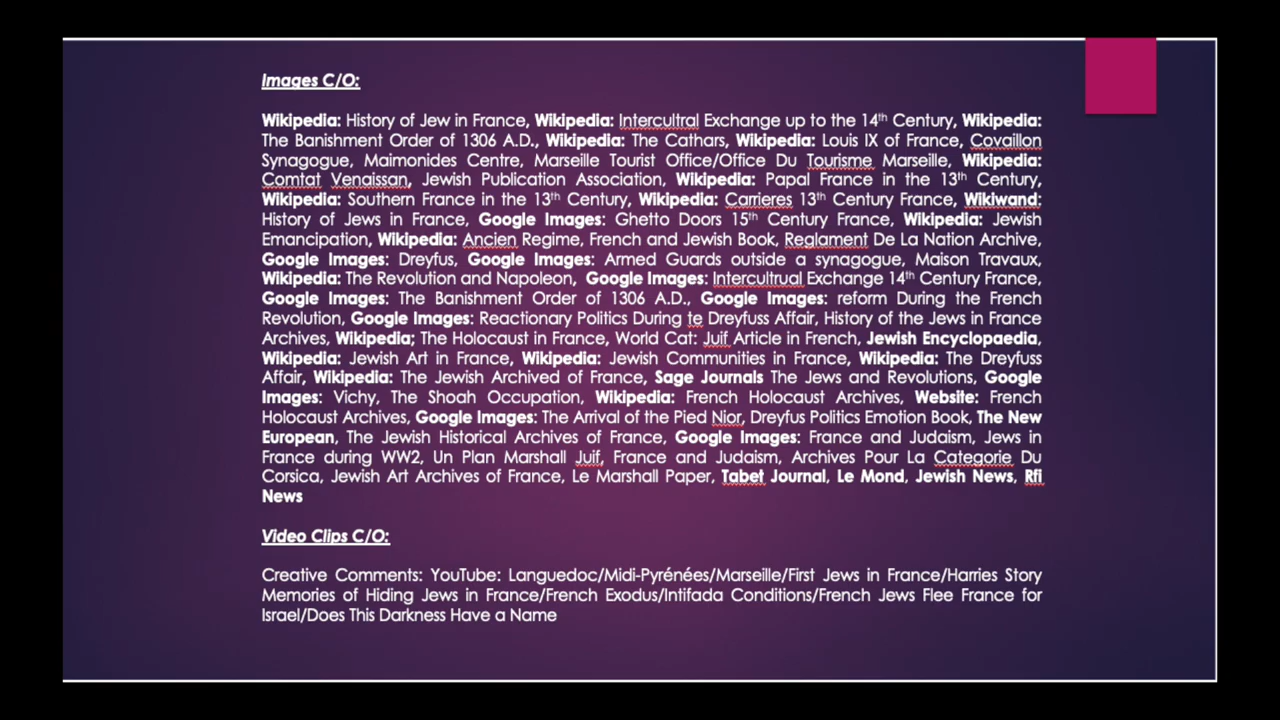 Images C/O:
Wikipedia: History of Jew in France, Wikipedia: Intercultral Exchange up to the 14th Century, Wikipedia:
The Banishment Order of 1306 A.D., Wikipedia: The Cathars, Wikipedia: Louis IX of France, Covaillon
Synagogue, Maimonides Centre, Marseille Tourist Office/Office Du Tourisme Marseille, Wikipedia:
Comtat Venaissan, Jewish Publication Association, Wikipedia: Papal France in the 13th Century,
Wikipedia: Southern France in the 13th Century, Wikipedia: Carrieres 13th Century France, Wikiwand:
History of Jews in France, Google Images: Ghetto Doors 15th Century France, Wikipedia: Jewish
Emancipation, Wikipedia: Ancien Regime, French and Jewish Book, Reglament De La Nation Archive,
Google Images: Dreyfus, Google Images: Armed Guards outside a synagogue, Maison Travaux,
Wikipedia: The Revolution and Napoleon, Google Images: Intercultrual Exchange 14th Century France,
Google Images: The Banishment Order of 1306 A.D., Google Images: reform During the French
Revolution, Google Images: Reactionary Politics During te Dreyfuss Affair, History of the Jews in France
Archives, Wikipedia; The Holocaust in France, World Cat: Juif Article in French, Jewish Encyclopaedia,
Wikipedia: Jewish Art in France, Wikipedia: Jewish Communities in France, Wikipedia: The Dreyfuss
Affair, Wikipedia: The Jewish Archived of France, Sage Journals The Jews and Revolutions, Google
Images: Vichy, The Shoah Occupation, Wikipedia: French Holocaust Archives, Website: French
Holocaust Archives, Google Images: The Arrival of the Pied Nior, Dreyfus Politics Emotion Book, The New
European, The Jewish Historical Archives of France, Google Images: France and Judaism, Jews in
France during WW2, Un Plan Marshall Juif, France and Judaism, Archives Pour La Categorie Du
Corsica, Jewish Art Archives of France, Le Marshall Paper, Tabet Journal, Le Mond, Jewish News, Rfi
News
Video Clips C/O:
Creative Comments: YouTube: Languedoc/Midi-Pyrénées/Marseille/First Jews in France/Harries Story
Memories of Hiding Jews in France/French Exodus/Intifada Conditions/French Jews Flee France for
Israel/Does This Darkness Have a Name